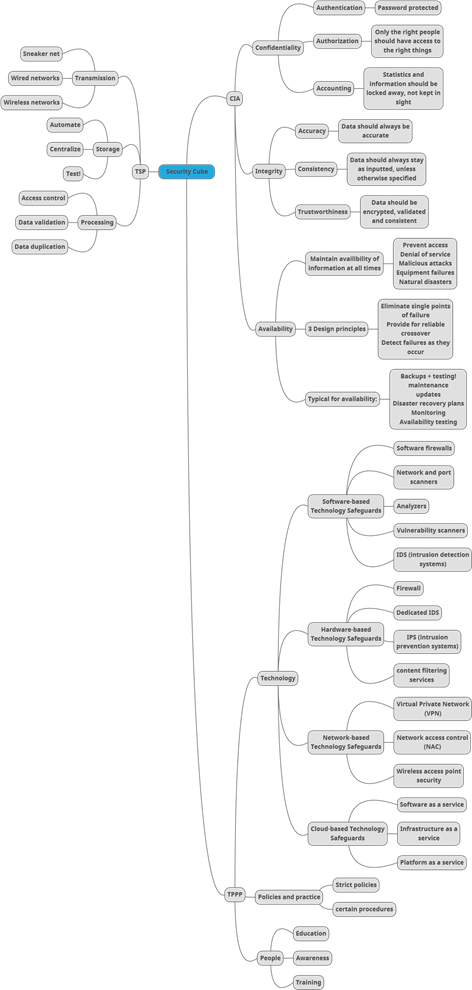 Security Cube
CIA
Confidentiality
Authentication
Password protected
Authorization
Only the right people
should have access to
the right things
Accounting
Statistics and
information should be
locked away, not kept in
sight
Integrity
Accuracy
Data should always be
accurate
Consistency
Data should always stay
as inputted, unless
otherwise specified
Trustworthiness
Data should be
encrypted, validated
and consistent
Availability
Maintain availibility of
information at all times
Prevent access
Denial of service
Malicious attacks
Equipment failures
Natural disasters
3 Design principles
Eliminate single points
of failure
Provide for reliable
crossover
Detect failures as they
occur
Typical for availability:
Backups + testing!
maintenance
updates
Disaster recovery plans
Monitoring
Availability testing
TPPP
Technology
Software-based
Technology Safeguards
Software firewalls
Network and port
scanners
Analyzers
Vulnerability scanners
IDS (intrusion detection
systems)
Hardware-based
Technology Safeguards
Firewall
Dedicated IDS
IPS (intrusion
prevention systems)
content filtering
services
Network-based
Technology Safeguards
Virtual Private Network
(VPN)
Network access control
(NAC)
Wireless access point
security
Cloud-based Technology
Safeguards
Software as a service
Infrastructure as a
service
Platform as a service
Policies and practice
Strict policies
certain procedures
People
Education
Awareness
Training
TSP
Transmission
Sneaker net
Wired networks
Wireless networks
Storage
Automate
Centralize
Test!
Processing
Access control
Data validation
Data duplication